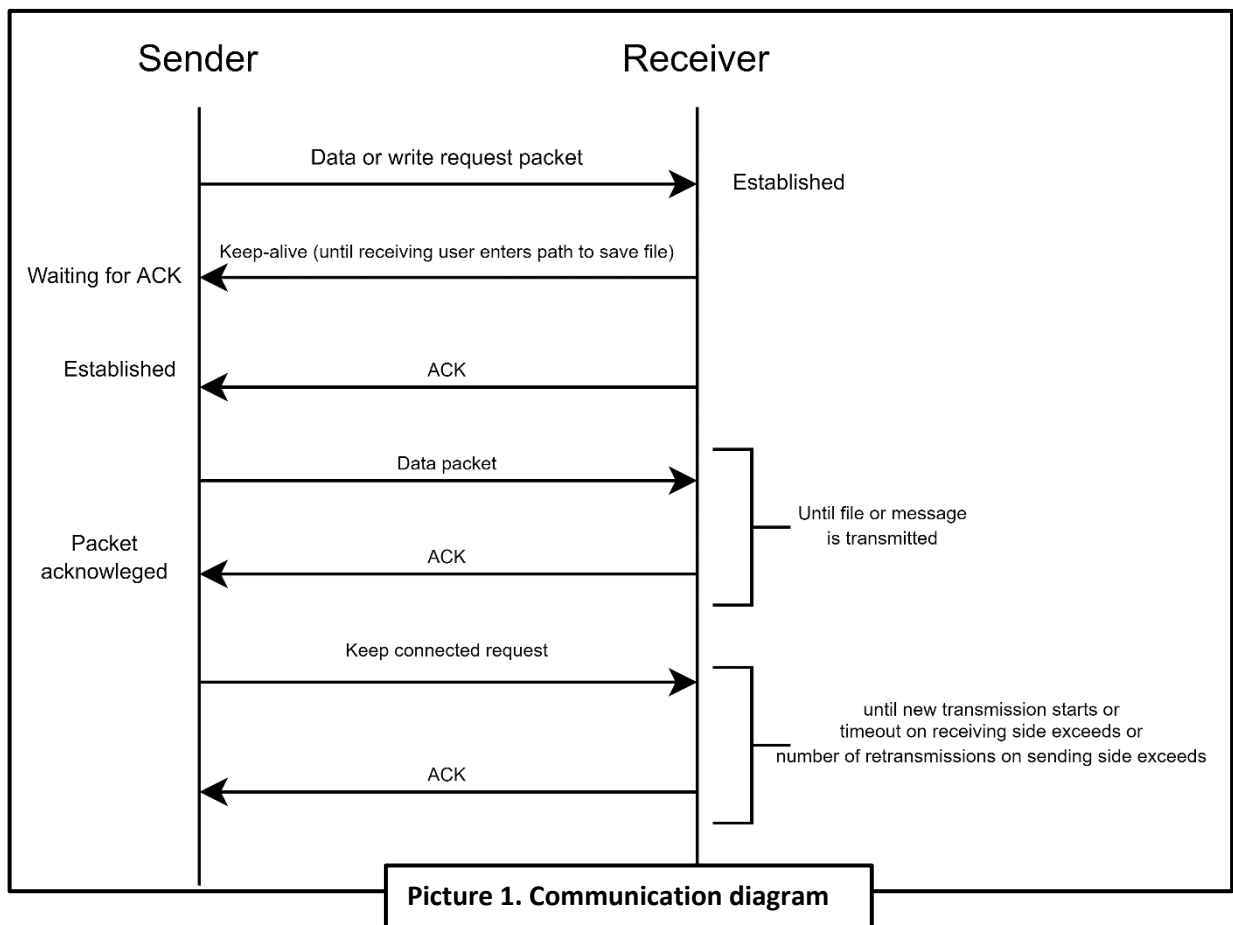 Sender
Receiver
Data or write request packet
Established
Keep-alive (until receiving user enters path to save file)
Waiting for ACK
Established
ACK
Data packet
Until file or message
is transmitted
Packet
acknowleged
ACK
Keep connected request
until new transmission starts or
timeout on receiving side exceeds or
number of retransmissions on sending side exceeds
ACK
Picture 1. Communication diagram